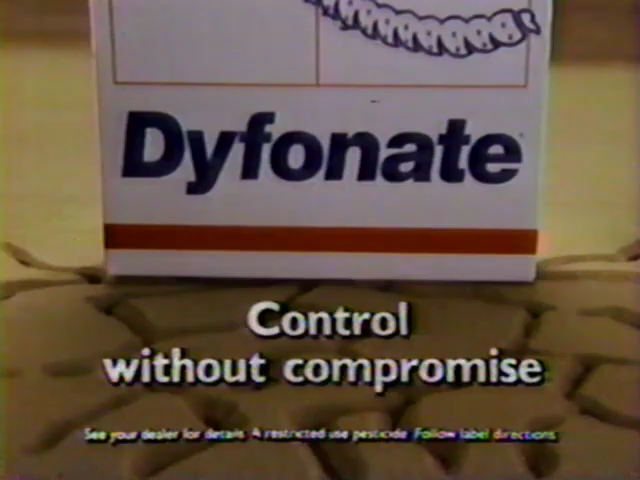 Dyfonate
Control
without compromise
See your dealer for details. A restricted use pesticide. Follow label directions.